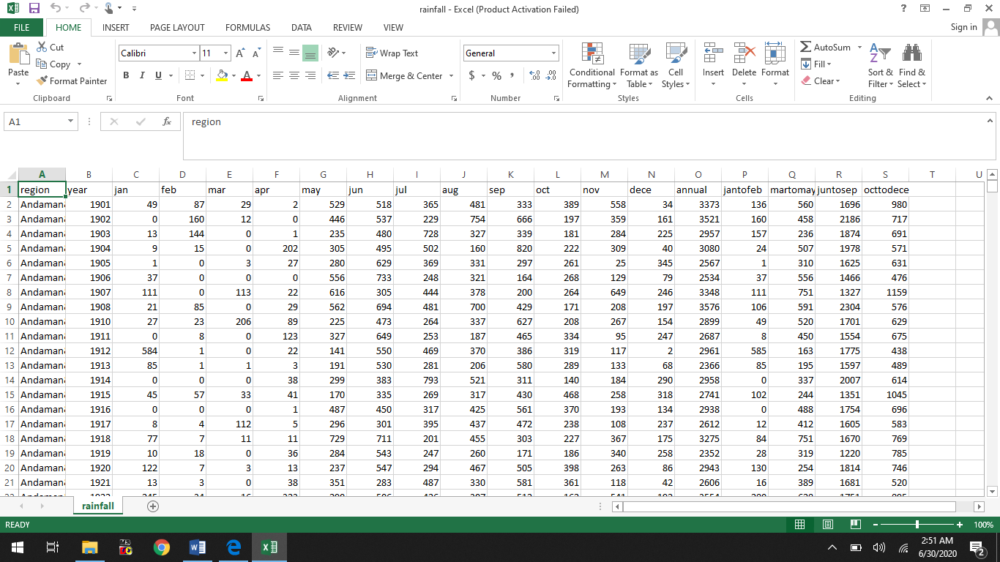 rainfall - Excel (Product Activation Failed)
FILE HOME INSERT PAGE LAYOUT FORMULAS DATA REVIEW VIEW Sign in
Paste
Cut
Copy
Format Painter
Clipboard
Calibri 11
B I U
Font
Wrap Text
Merge & Center
Alignment
General
$ % ,
Number
Conditional Formatting
Format as Table
Cell Styles
Styles
Insert Delete Format
Cells
AutoSum
Fill
Clear
Sort & Filter
Find & Select
Editing
A1 fx region
A B C D E F G H I J K L M N O P Q R S T U
1 region year jan feb mar apr may jun jul aug sep oct nov dece annual jantofeb martomay juntosep octtodece
2 Andaman 1901 49 87 29 2 529 518 365 481 333 389 558 34 3373 136 560 1696 980
3 Andaman 1902 0 160 12 0 446 537 229 754 666 197 359 161 3521 160 458 2186 717
4 Andaman 1903 13 144 0 1 235 480 728 327 339 181 284 225 2957 157 236 1874 691
5 Andaman 1904 9 15 0 202 305 495 502 160 820 222 309 40 3080 24 507 1978 571
6 Andaman 1905 1 0 3 27 280 629 369 331 297 261 25 345 2567 1 310 1625 631
7 Andaman 1906 37 0 0 0 556 733 248 321 164 268 129 79 2534 37 556 1466 476
8 Andaman 1907 111 0 113 22 616 305 444 378 200 264 649 246 3348 111 751 1327 1159
9 Andaman 1908 21 85 0 29 562 694 481 700 429 171 208 197 3576 106 591 2304 576
10 Andaman 1910 27 23 206 89 225 473 264 337 627 208 267 154 2899 49 520 1701 629
11 Andaman 1911 0 8 0 123 327 649 253 187 465 334 95 247 2687 8 450 1554 675
12 Andaman 1912 584 1 0 22 141 550 469 370 386 319 117 2 2961 585 163 1775 438
13 Andaman 1913 85 1 1 3 191 530 281 206 580 289 133 68 2366 85 195 1597 489
14 Andaman 1914 0 0 0 38 299 383 793 521 311 140 184 290 2958 0 337 2007 614
15 Andaman 1915 45 57 33 41 170 335 269 317 430 468 258 318 2741 102 244 1351 1045
16 Andaman 1916 0 0 0 1 487 450 317 425 561 370 193 134 2938 0 488 1754 696
17 Andaman 1917 8 4 112 5 296 301 395 437 472 238 108 237 2612 12 412 1605 583
18 Andaman 1918 77 7 11 11 729 711 201 455 303 227 367 175 3275 84 751 1670 769
19 Andaman 1919 10 18 0 36 284 543 247 260 171 186 340 258 2352 28 319 1220 785
20 Andaman 1920 122 7 3 13 237 547 294 467 505 398 263 86 2943 130 254 1814 746
21 Andaman 1921 13 3 0 38 351 283 487 330 581 361 118 42 2606 16 389 1681 520
rainfall
READY 100%
2:51 AM
6/30/2020
2